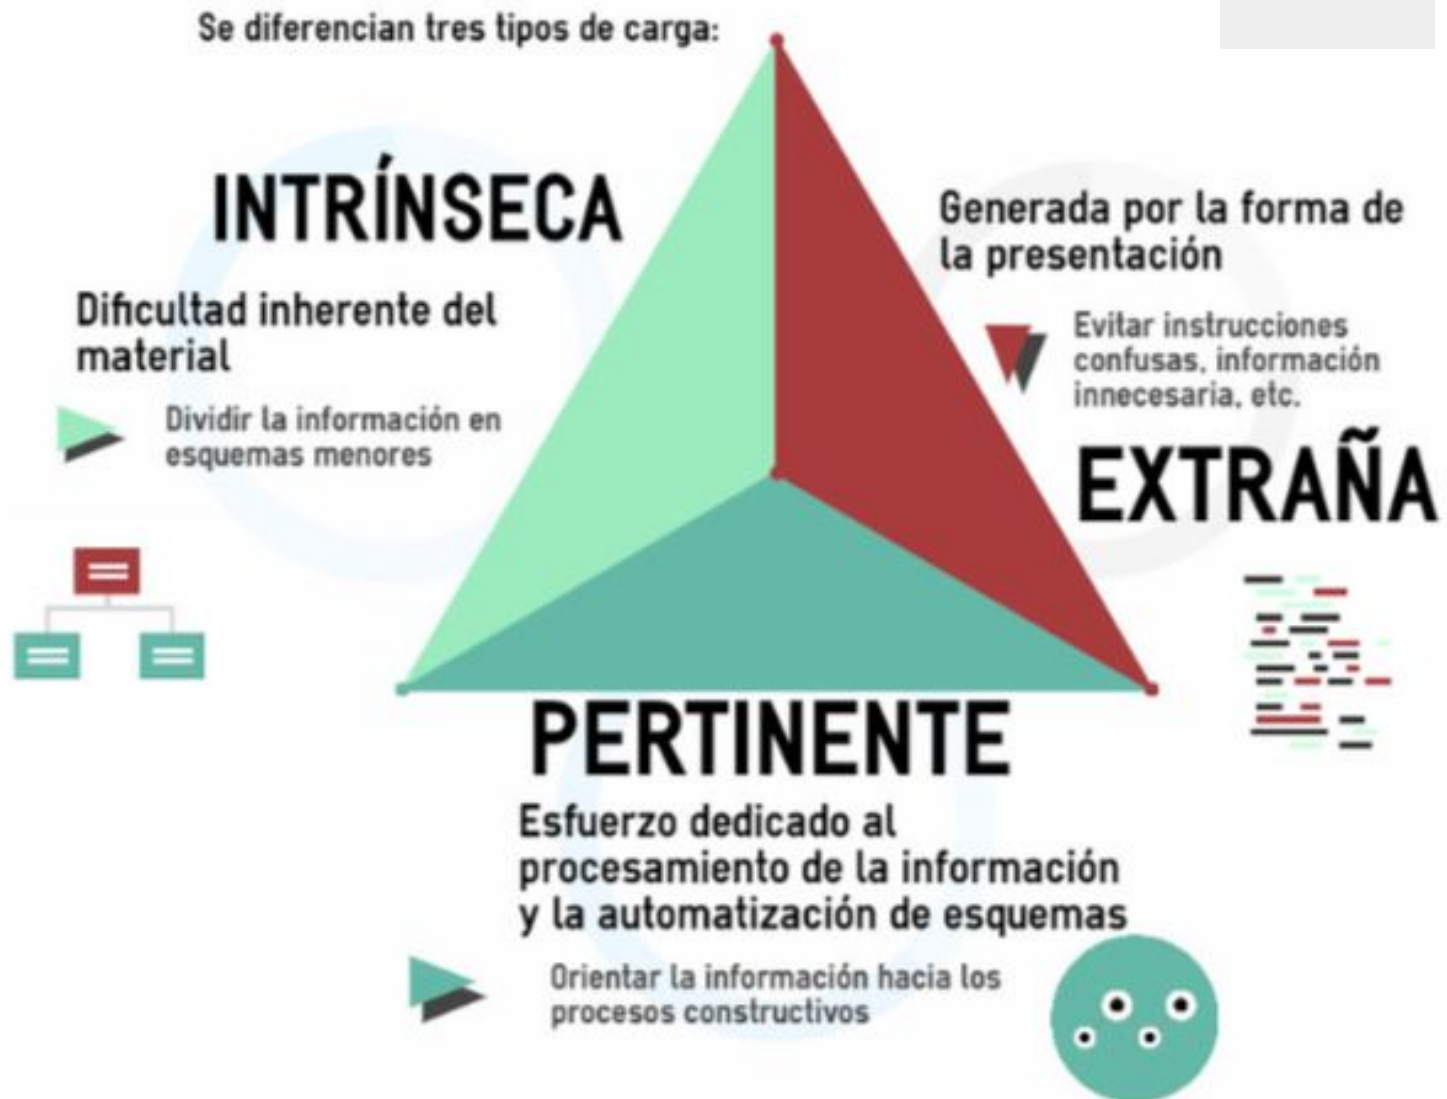 Se diferencian tres tipos de carga:
INTRÍNSECA
Dificultad inherente del
material
Dividir la información en
esquemas menores
Generada por la forma de
la presentación
Evitar instrucciones
confusas, información
innecesaria, etc.
EXTRAÑA
PERTINENTE
Esfuerzo dedicado al
procesamiento de la información
y la automatización de esquemas
Orientar la información hacia los
procesos constructivos